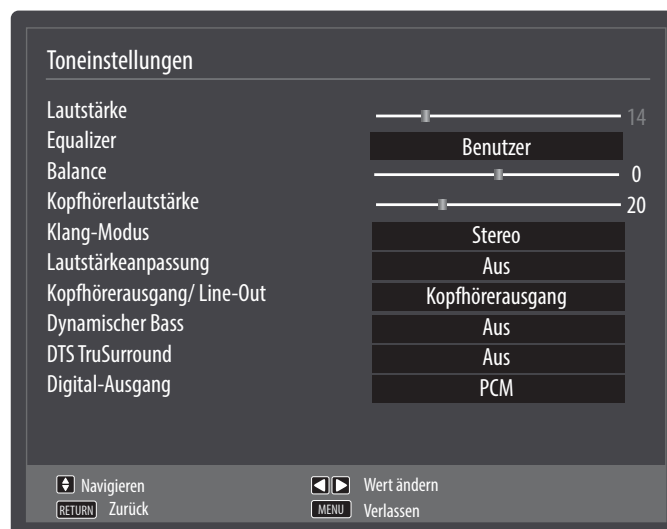 Toneinstellungen
Lautstärke 14
Equalizer Benutzer
Balance 0
Kopfhörerlautstärke 20
Klang-Modus Stereo
Lautstärkeanpassung Aus
Kopfhörerausgang/ Line-Out Kopfhörerausgang
Dynamischer Bass Aus
DTS TruSurround Aus
Digital-Ausgang PCM
Navigieren Wert ändern
RETURN Zurück MENU Verlassen